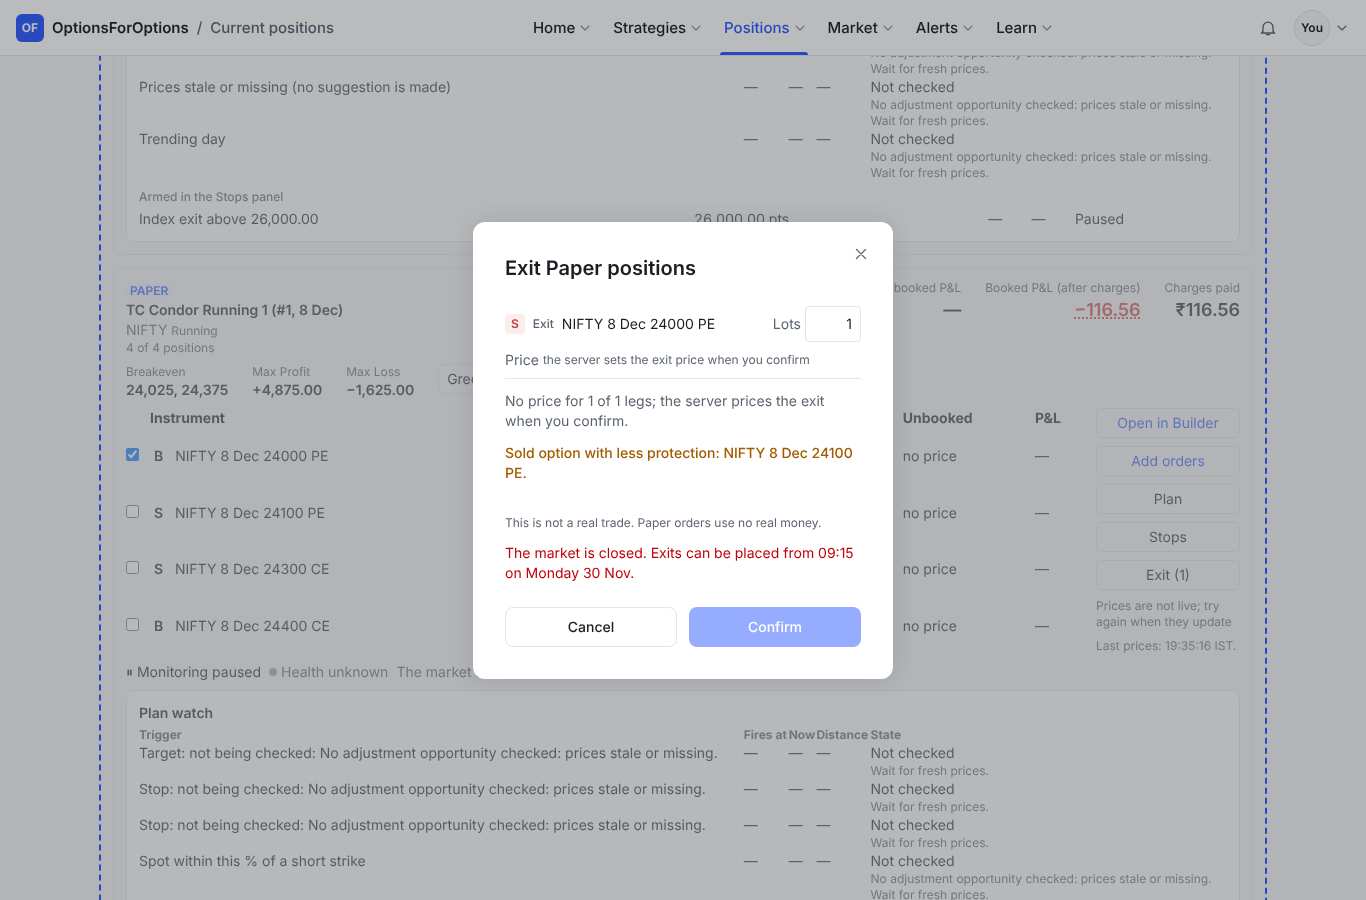 OF OptionsForOptions / Current positions Home Strategies Positions Market Alerts Learn You
No adjustment opportunity checked: prices stale or missing.
Wait for fresh prices.
Prices stale or missing (no suggestion is made) — — — Not checked
No adjustment opportunity checked: prices stale or missing.
Wait for fresh prices.
Trending day — — — Not checked
No adjustment opportunity checked: prices stale or missing.
Wait for fresh prices.
Armed in the Stops panel
Index exit above 26,000.00 26,000.00 pts — — Paused
PAPER
TC Condor Running 1 (#1, 8 Dec)
NIFTY Running
4 of 4 positions
booked P&L Booked P&L (after charges) Charges paid
— −116.56 ₹116.56
Breakeven Max Profit Max Loss
24,025, 24,375 +4,875.00 −1,625.00
Instrument Unbooked P&L
B NIFTY 8 Dec 24000 PE no price —
S NIFTY 8 Dec 24100 PE no price —
S NIFTY 8 Dec 24300 CE no price —
B NIFTY 8 Dec 24400 CE no price —
Open in Builder
Add orders
Plan
Stops
Exit (1)
Prices are not live; try
again when they update
Last prices: 19:35:16 IST.
Monitoring paused Health unknown The market
Exit Paper positions
S Exit NIFTY 8 Dec 24000 PE Lots 1
Price the server sets the exit price when you confirm
No price for 1 of 1 legs; the server prices the exit
when you confirm.
Sold option with less protection: NIFTY 8 Dec 24100
PE.
This is not a real trade. Paper orders use no real money.
The market is closed. Exits can be placed from 09:15
on Monday 30 Nov.
Cancel Confirm
Plan watch
Trigger Fires at Now Distance State
Target: not being checked: No adjustment opportunity checked: prices stale or missing. — — — Not checked
Wait for fresh prices.
Stop: not being checked: No adjustment opportunity checked: prices stale or missing. — — — Not checked
Wait for fresh prices.
Stop: not being checked: No adjustment opportunity checked: prices stale or missing. — — — Not checked
Wait for fresh prices.
Spot within this % of a short strike — — — Not checked
No adjustment opportunity checked: prices stale or missing.
Wait for fresh prices.